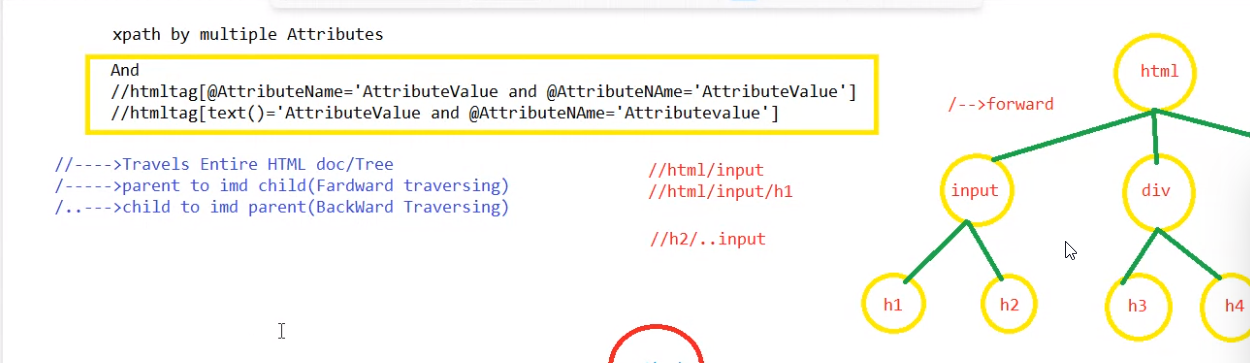 xpath by multiple Attributes
And
//htmltag[@AttributeName='AttributeValue and @AttributeNAme='AttributeValue']
//htmltag[text()='AttributeValue and @AttributeNAme='Attributevalue']
//---->Travels Entire HTML doc/Tree
/----->parent to imd child(Fardward traversing)
/..--->child to imd parent(BackWard Traversing)
//html/input
//html/input/h1
//h2/..input
/-->forward
html
input
div
h1
h2
h3
h4